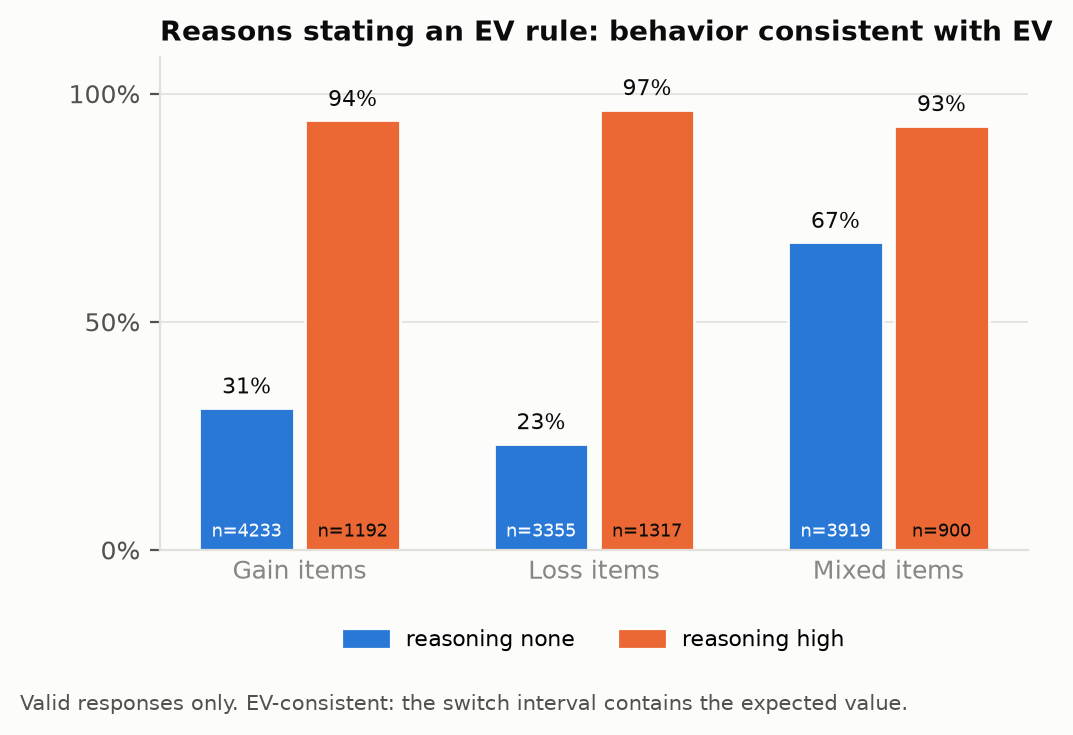 Reasons stating an EV rule: behavior consistent with EV
100%
50%
0%
94%
97%
93%
67%
31%
23%
n=4233
n=1192
n=3355
n=1317
n=3919
n=900
Gain items
Loss items
Mixed items
reasoning none
reasoning high
Valid responses only. EV-consistent: the switch interval contains the expected value.